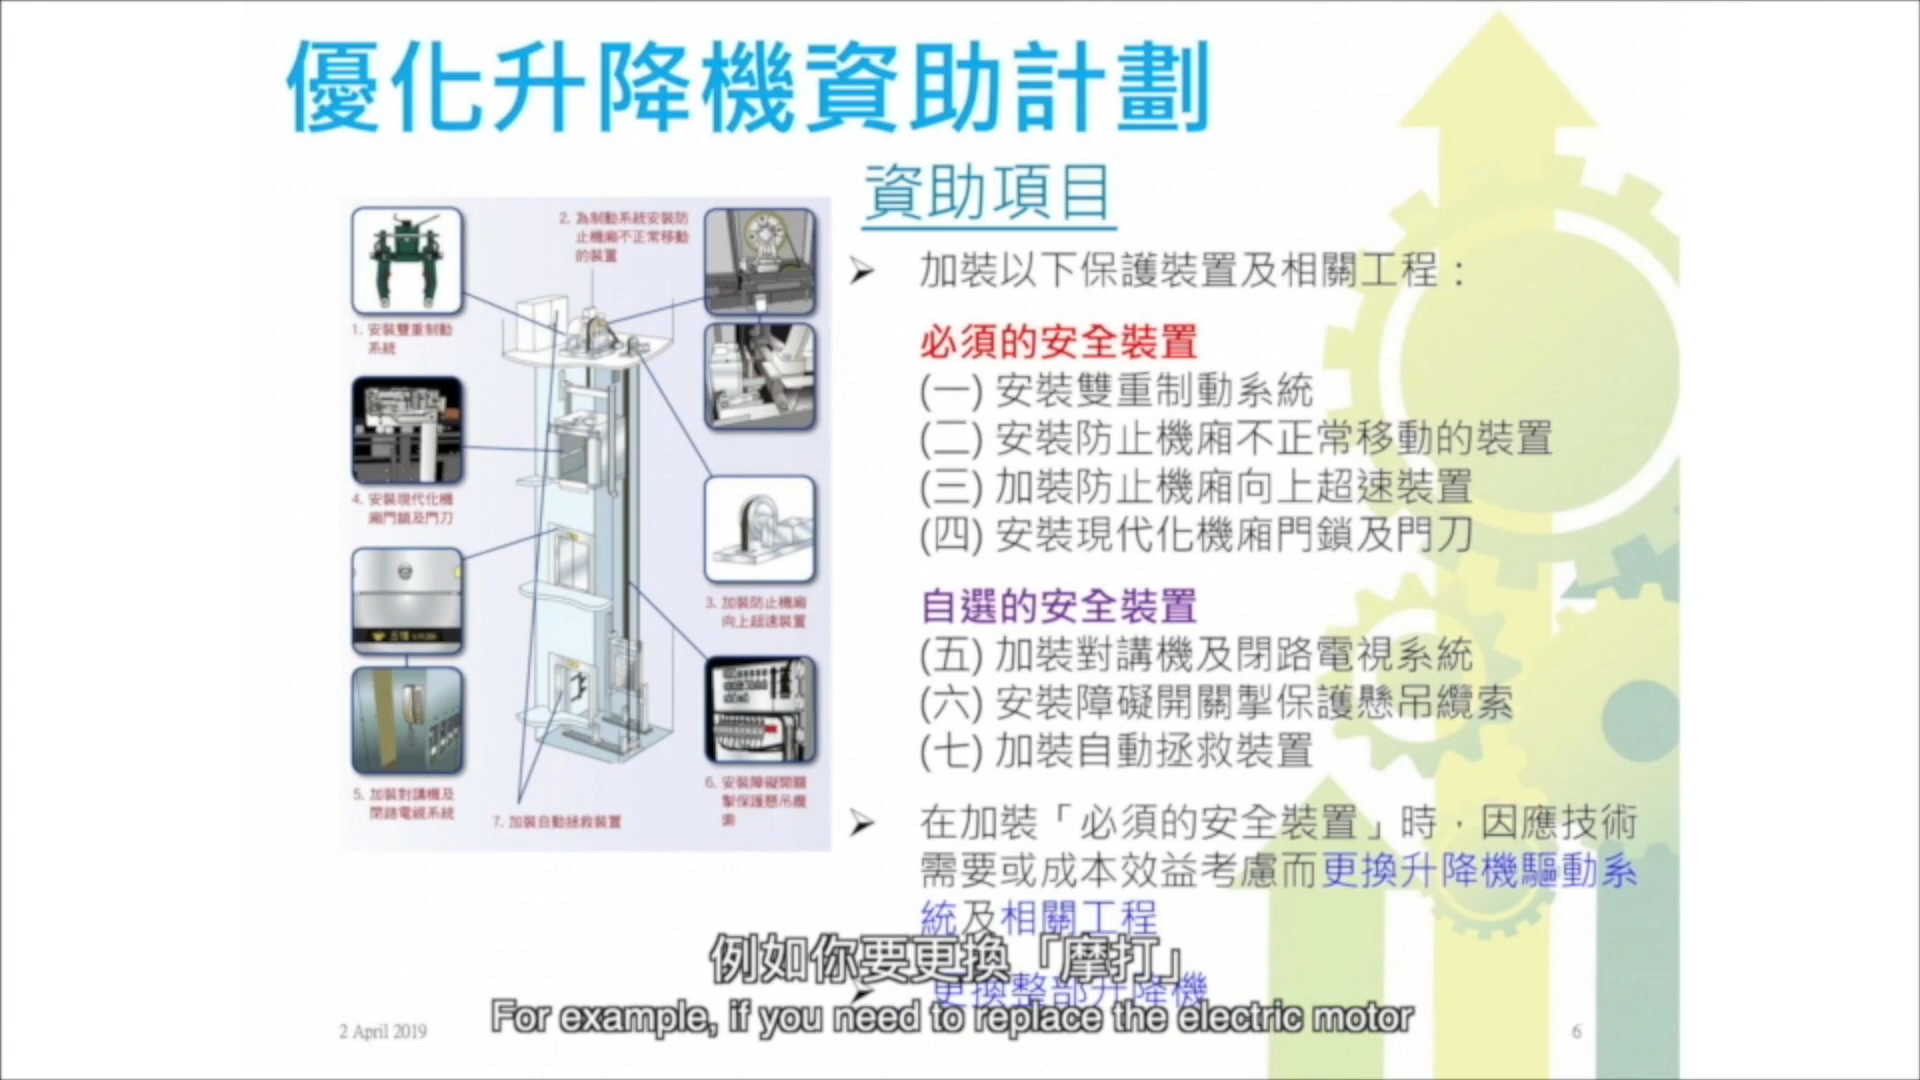 優化升降機資助計劃
資助項目
1. 安裝雙重制動
系統
2. 為制動系統安裝防
止機廂不正常移動
的裝置
4. 安裝現代化機
廂門鎖及門刀
3. 加裝防止機廂
向上超速裝置
5. 加裝對講機及
閉路電視系統
7. 加裝自動拯救裝置
6. 安裝障礙開關
掣保護懸吊纜
索
➢ 加裝以下保護裝置及相關工程：
必須的安全裝置
(一) 安裝雙重制動系統
(二) 安裝防止機廂不正常移動的裝置
(三) 加裝防止機廂向上超速裝置
(四) 安裝現代化機廂門鎖及門刀
自選的安全裝置
(五) 加裝對講機及閉路電視系統
(六) 安裝障礙開關掣保護懸吊纜索
(七) 加裝自動拯救裝置
➢ 在加裝「必須的安全裝置」時，因應技術
需要或成本效益考慮而更換升降機驅動系
統及相關工程
➢ 更換整部升降機
例如你要更換「摩打」
For example, if you need to replace the electric motor
2 April 2019
6